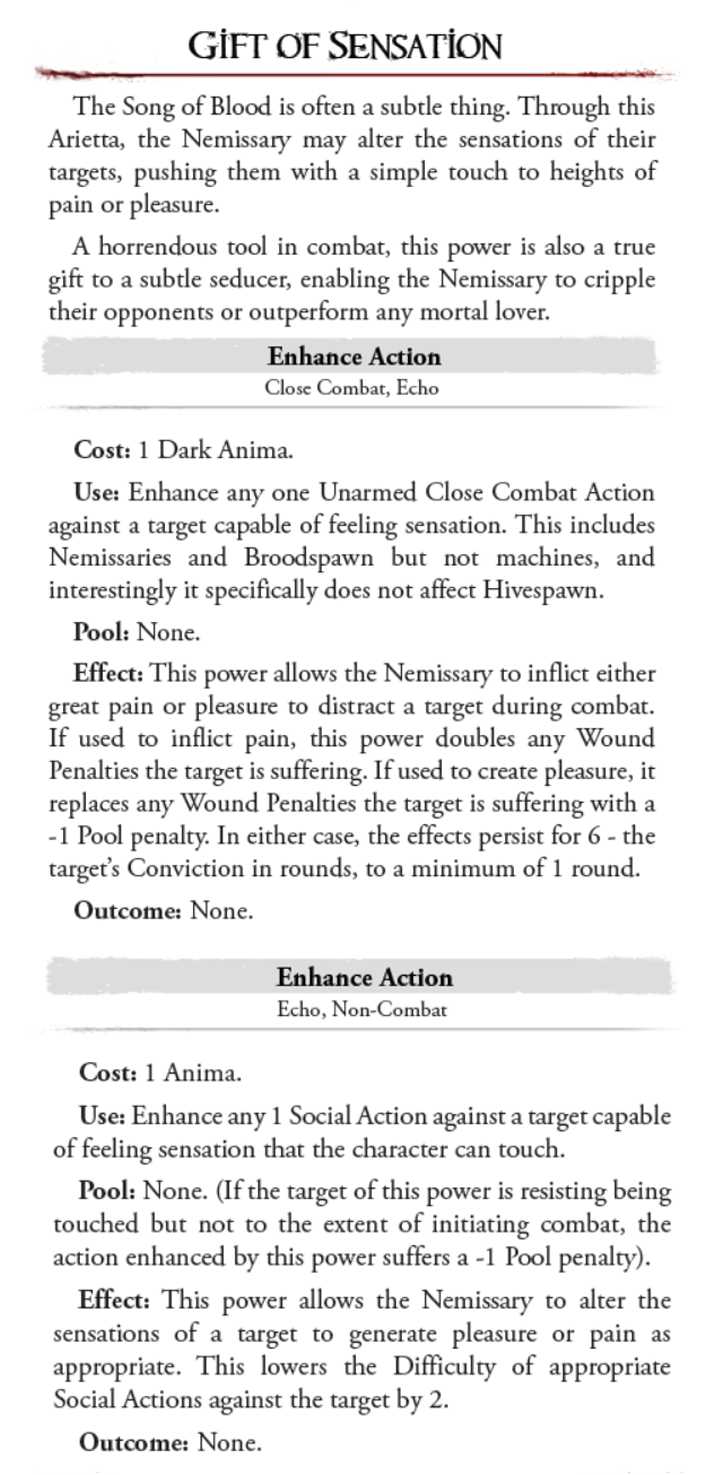 Gift of Sensation
The Song of Blood is often a subtle thing. Through this
Arietta, the Nemissary may alter the sensations of their
targets, pushing them with a simple touch to heights of
pain or pleasure.
A horrendous tool in combat, this power is also a true
gift to a subtle seducer, enabling the Nemissary to cripple
their opponents or outperform any mortal lover.
Enhance Action
Close Combat, Echo
Cost: 1 Dark Anima.
Use: Enhance any one Unarmed Close Combat Action
against a target capable of feeling sensation. This includes
Nemissaries and Broodspawn but not machines, and
interestingly it specifically does not affect Hivespawn.
Pool: None.
Effect: This power allows the Nemissary to inflict either
great pain or pleasure to distract a target during combat.
If used to inflict pain, this power doubles any Wound
Penalties the target is suffering. If used to create pleasure, it
replaces any Wound Penalties the target is suffering with a
-1 Pool penalty. In either case, the effects persist for 6 - the
target's Conviction in rounds, to a minimum of 1 round.
Outcome: None.
Enhance Action
Echo, Non-Combat
Cost: 1 Anima.
Use: Enhance any 1 Social Action against a target capable
of feeling sensation that the character can touch.
Pool: None. (If the target of this power is resisting being
touched but not to the extent of initiating combat, the
action enhanced by this power suffers a -1 Pool penalty).
Effect: This power allows the Nemissary to alter the
sensations of a target to generate pleasure or pain as
appropriate. This lowers the Difficulty of appropriate
Social Actions against the target by 2.
Outcome: None.